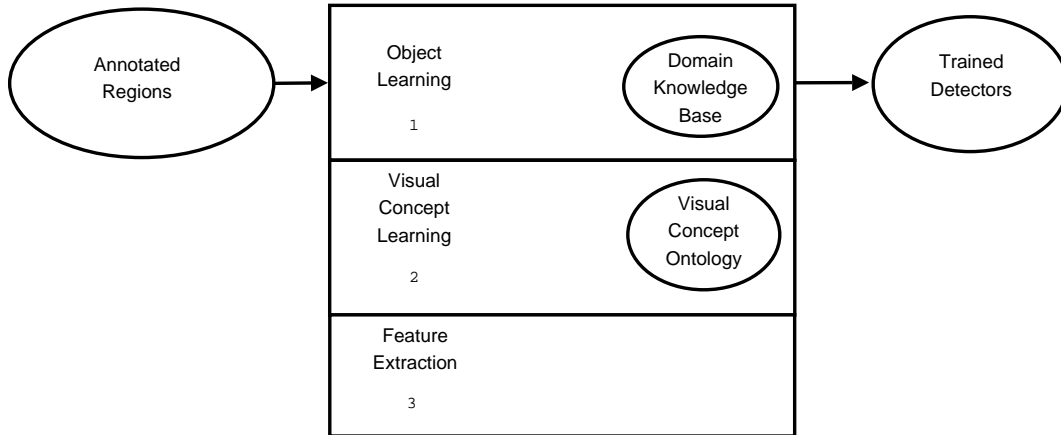 Annotated
Regions
Object
Learning
1
Domain
Knowledge
Base
Trained
Detectors
Visual
Concept
Learning
2
Visual
Concept
Ontology
Feature
Extraction
3